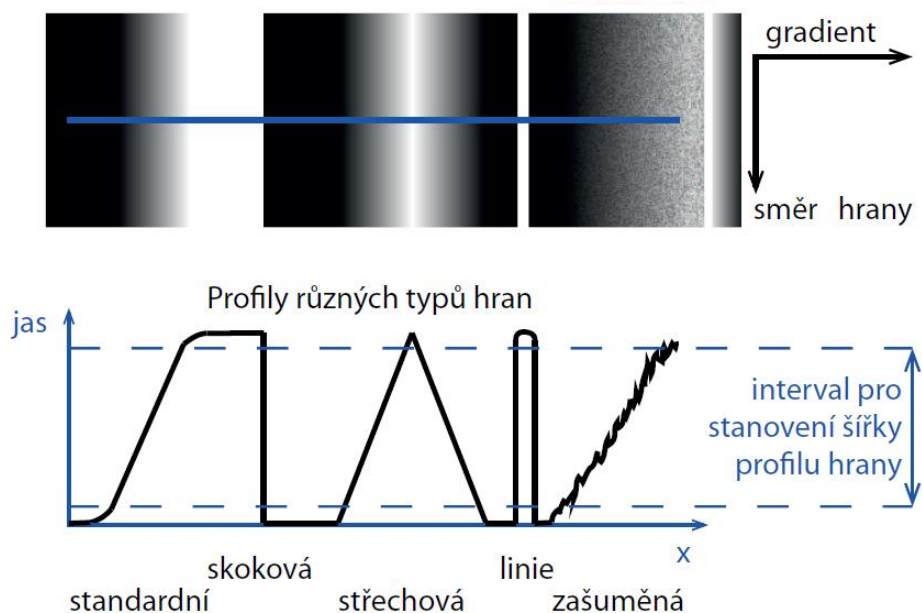 gradient
směr hrany
Profily různých typů hran
jas
interval pro
stanovení šířky
profilu hrany
x
skoková
linie
standardní
střechová
zašuměná